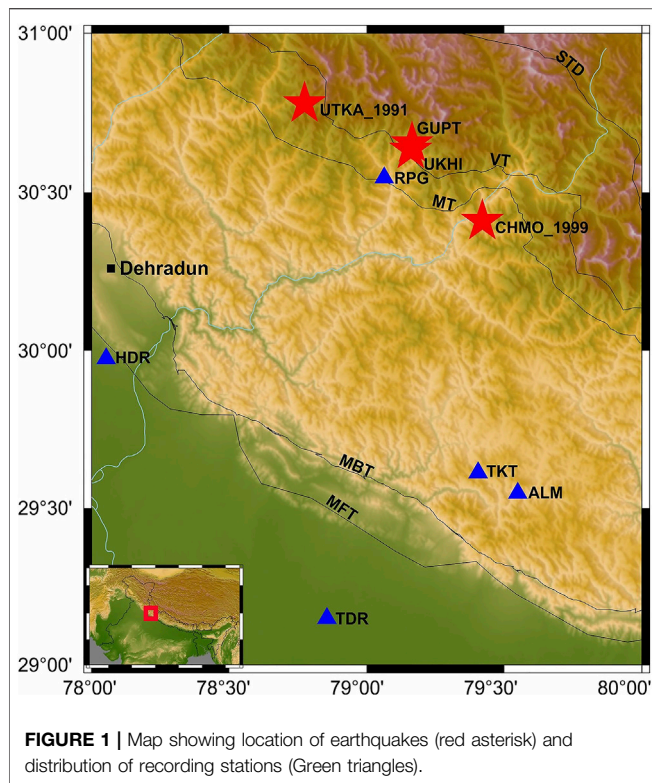 31°00'
STD
UTKA_1991
GUPT
UKHI
VT
30°30'
RPG
MT
CHMO_1999
Dehradun
30°00'
HDR
MBT
TKT
29°30'
ALM
MFT
TDR
29°00'
78°00' 78°30' 79°00' 79°30' 80°00'
FIGURE 1 | Map showing location of earthquakes (red asterisk) and
distribution of recording stations (Green triangles).